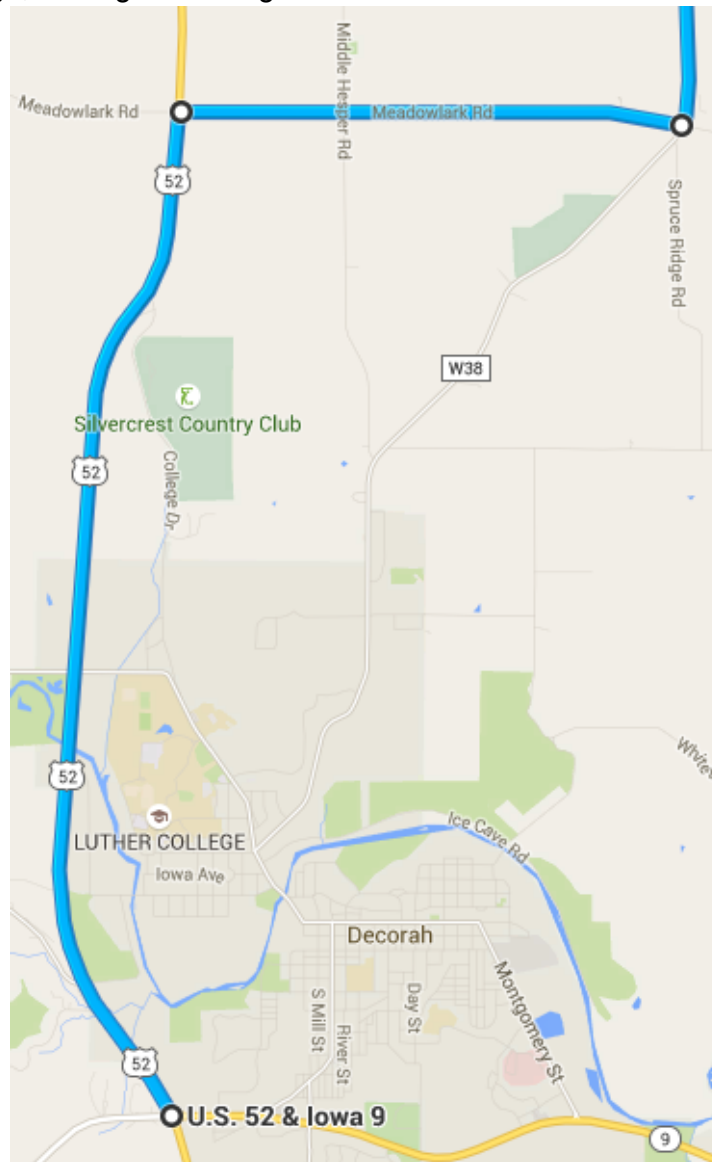 Middle Hesper Rd
Meadowlark Rd
Meadowlark Rd
52
Spruce Ridge Rd
W38
Silvercrest Country Club
52
College Dr
52
LUTHER COLLEGE
Iowa Ave
Ice Cave Rd
Decorah
S Mill St
River St
Day St
Montgomery St
52
U.S. 52 & Iowa 9
9